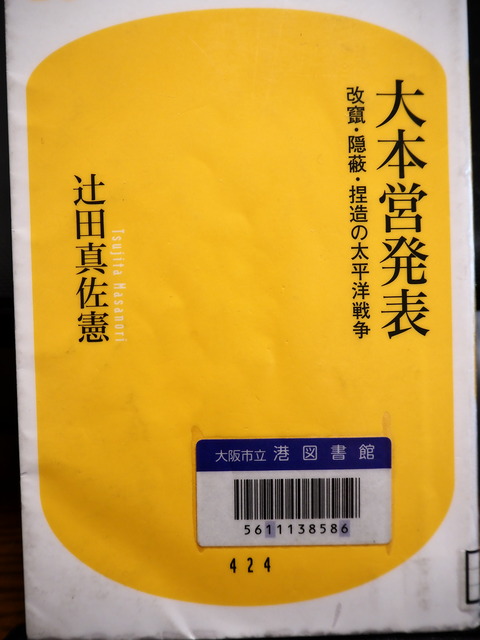 大本営発表
改竄・隠蔽・捏造の太平洋戦争
辻田真佐憲
Tsujita Masanori
大阪市立 港図書館
5611138586
424